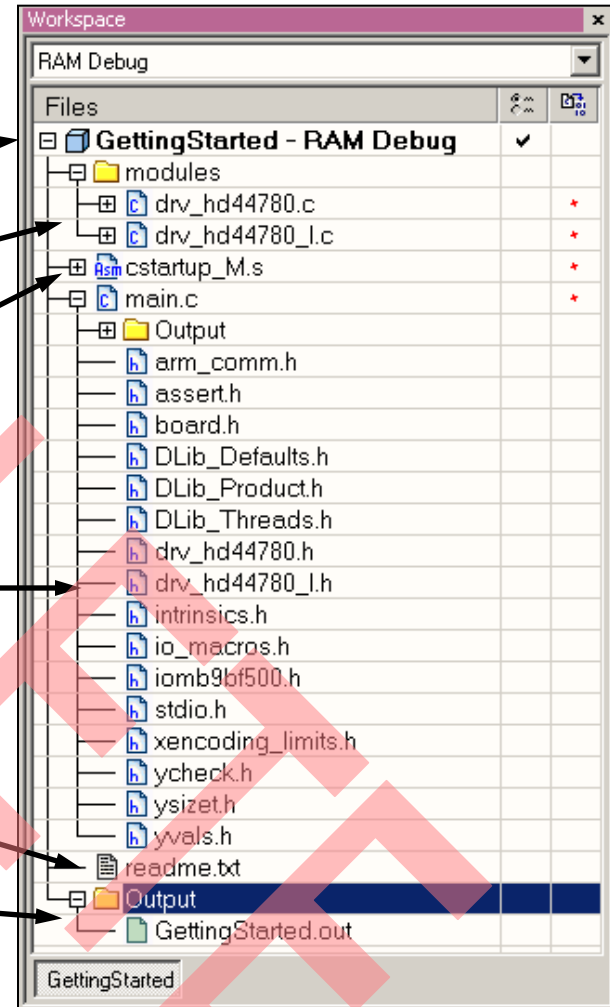 Workspace
RAM Debug
Files
GettingStarted - RAM Debug
modules
drv_hd44780.c
drv_hd44780_l.c
Asm cstartup_M.s
main.c
Output
arm_comm.h
assert.h
board.h
DLib_Defaults.h
DLib_Product.h
DLib_Threads.h
drv_hd44780.h
drv_hd44780_l.h
intrinsics.h
io_macros.h
iomb9bf500.h
stdio.h
xencoding_limits.h
ycheck.h
ysizet.h
yvals.h
readme.txt
Output
GettingStarted.out
GettingStarted